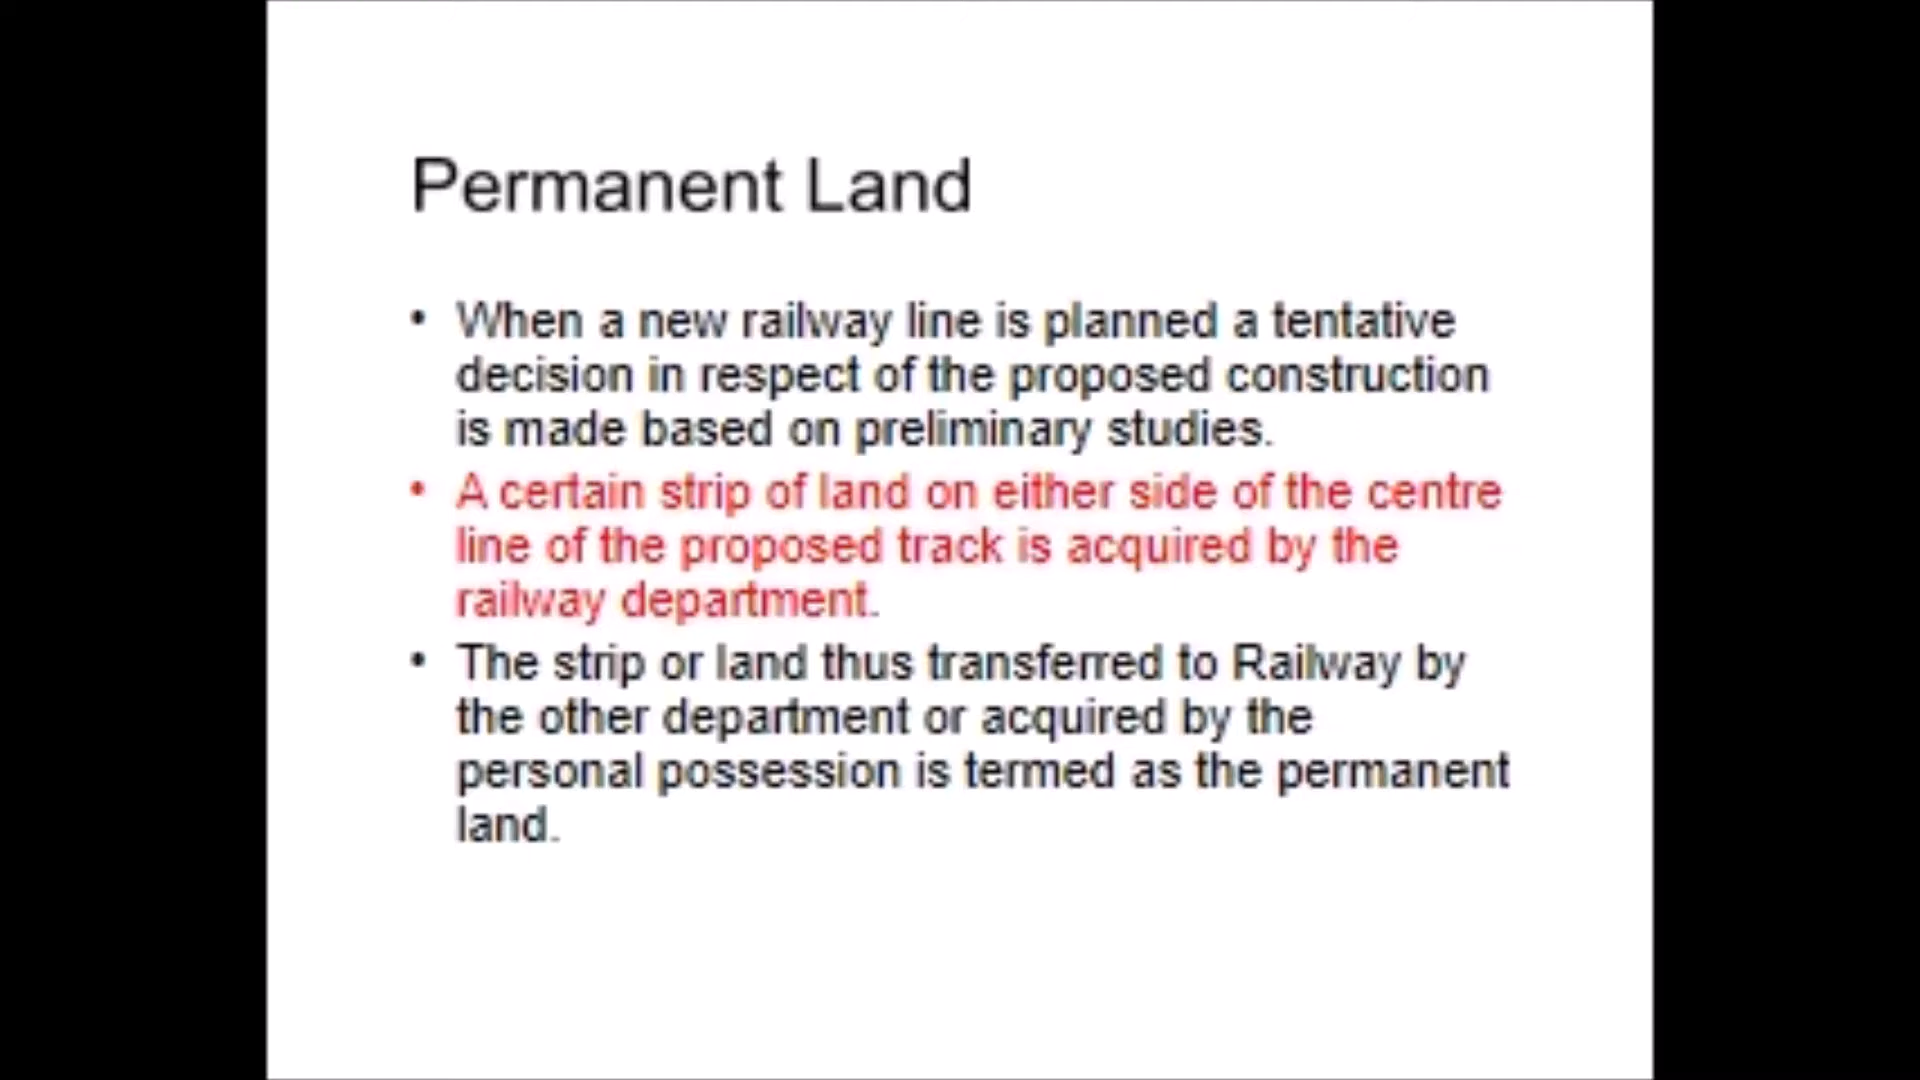 Permanent Land
• When a new railway line is planned a tentative
decision in respect of the proposed construction
is made based on preliminary studies.
• A certain strip of land on either side of the centre
line of the proposed track is acquired by the
railway department.
• The strip or land thus transferred to Railway by
the other department or acquired by the
personal possession is termed as the permanent
land.